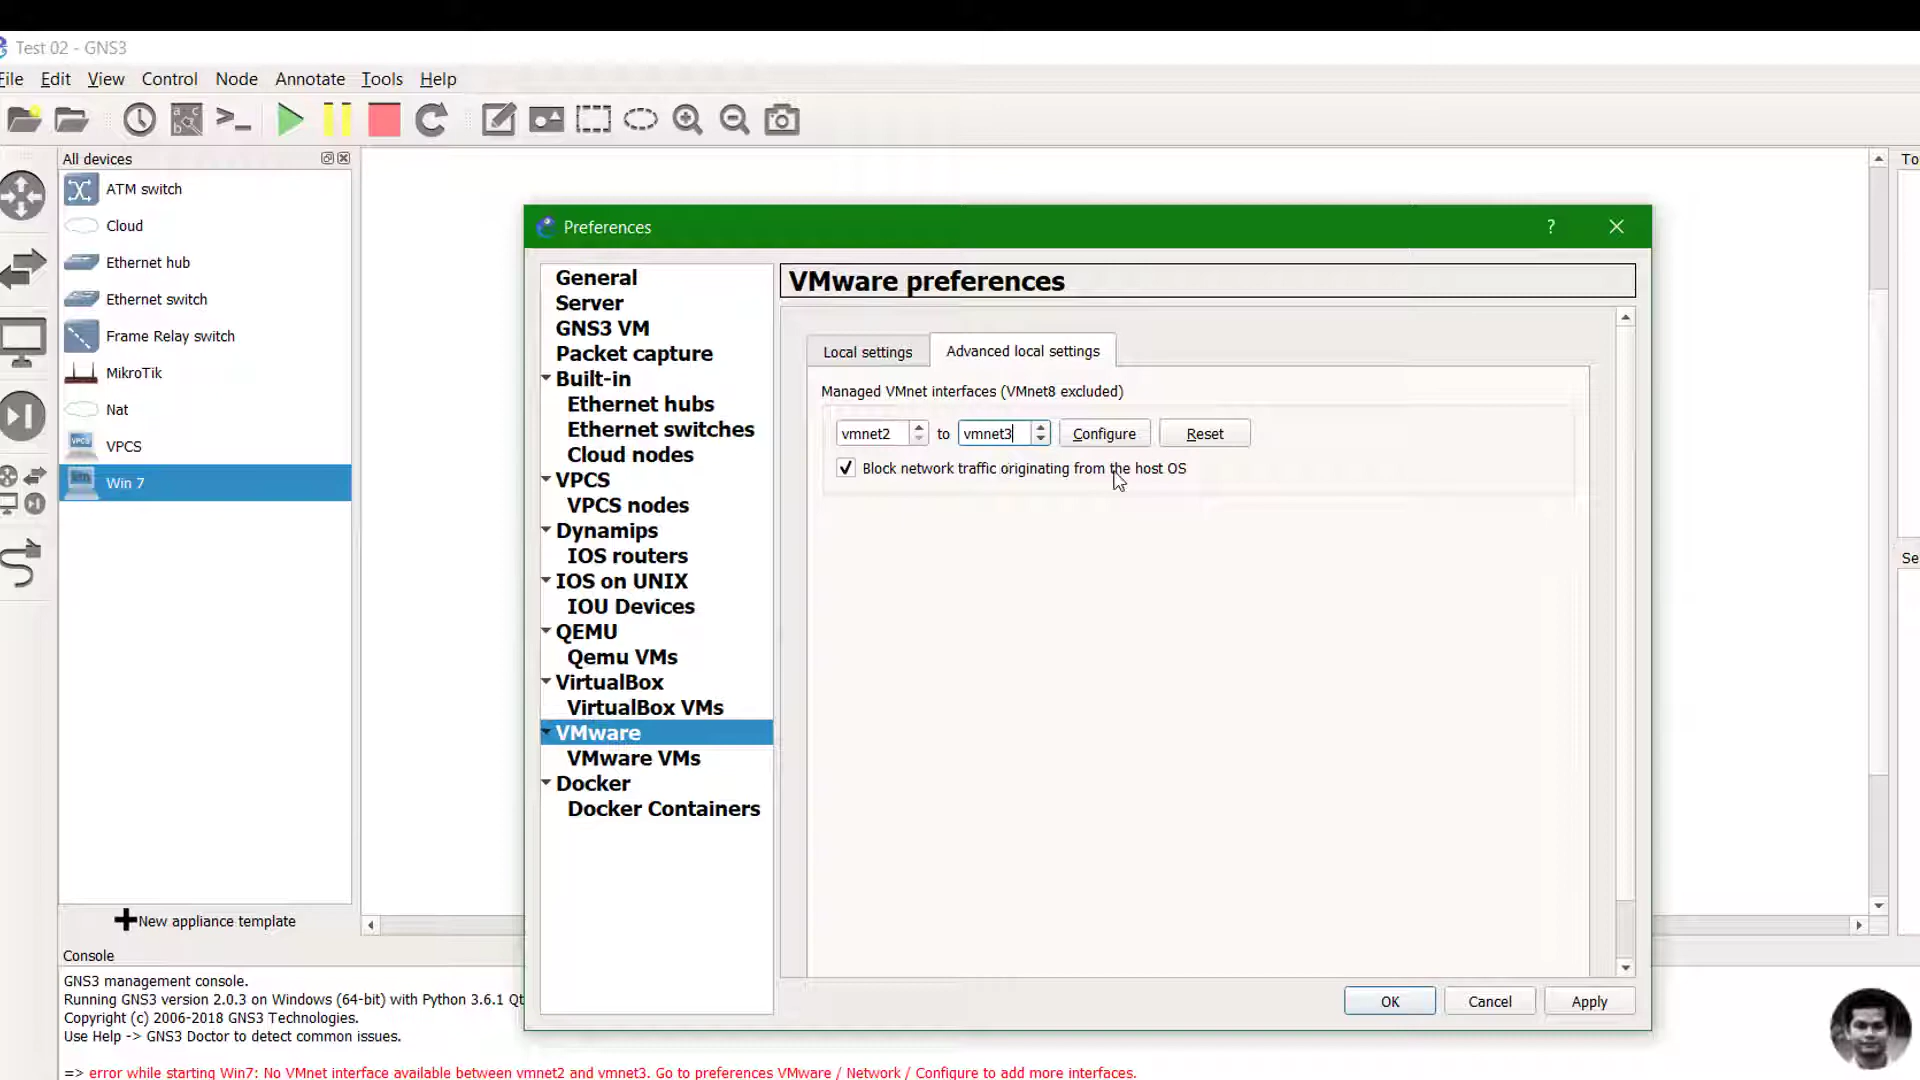 Test 02 - GNS3
File Edit View Control Node Annotate Tools Help
All devices
ATM switch
Cloud
Ethernet hub
Ethernet switch
Frame Relay switch
MikroTik
Nat
VPCS
Win 7
New appliance template
To
Se
Preferences
?
General
Server
GNS3 VM
Packet capture
Built-in
Ethernet hubs
Ethernet switches
Cloud nodes
VPCS
VPCS nodes
Dynamips
IOS routers
IOS on UNIX
IOU Devices
QEMU
Qemu VMs
VirtualBox
VirtualBox VMs
VMware
VMware VMs
Docker
Docker Containers
VMware preferences
Local settings Advanced local settings
Managed VMnet interfaces (VMnet8 excluded)
vmnet2 to vmnet3 Configure Reset
Block network traffic originating from the host OS
OK Cancel Apply
Console
GNS3 management console.
Running GNS3 version 2.0.3 on Windows (64-bit) with Python 3.6.1 Qt
Copyright (c) 2006-2018 GNS3 Technologies.
Use Help -> GNS3 Doctor to detect common issues.
=> error while starting Win7: No VMnet interface available between vmnet2 and vmnet3. Go to preferences VMware / Network / Configure to add more interfaces.